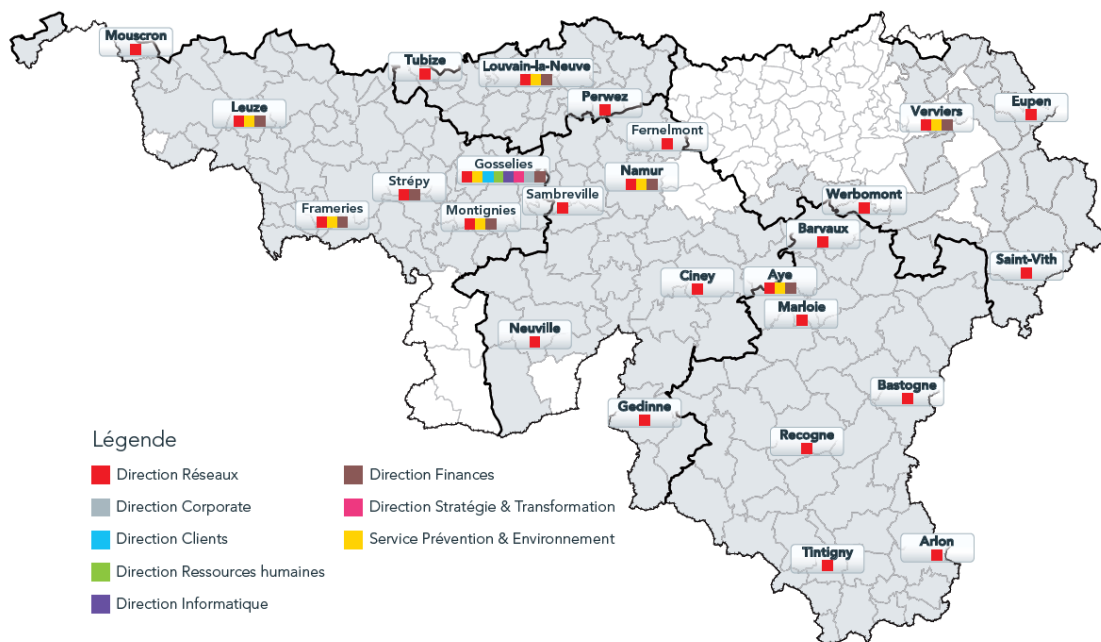 Mouscron
Tubize
Louvain-la-Neuve
Leuze
Perwez
Verviers
Eupen
Fernelmont
Gosselies
Namur
Strépy
Sambreville
Werbomont
Frameries
Montignies
Barvaux
Saint-Vith
Ciney
Aye
Marloie
Neuville
Bastogne
Gedinne
Recogne
Arlon
Tintigny
Légende
Direction Réseaux
Direction Corporate
Direction Clients
Direction Ressources humaines
Direction Informatique
Direction Finances
Direction Stratégie & Transformation
Service Prévention & Environnement